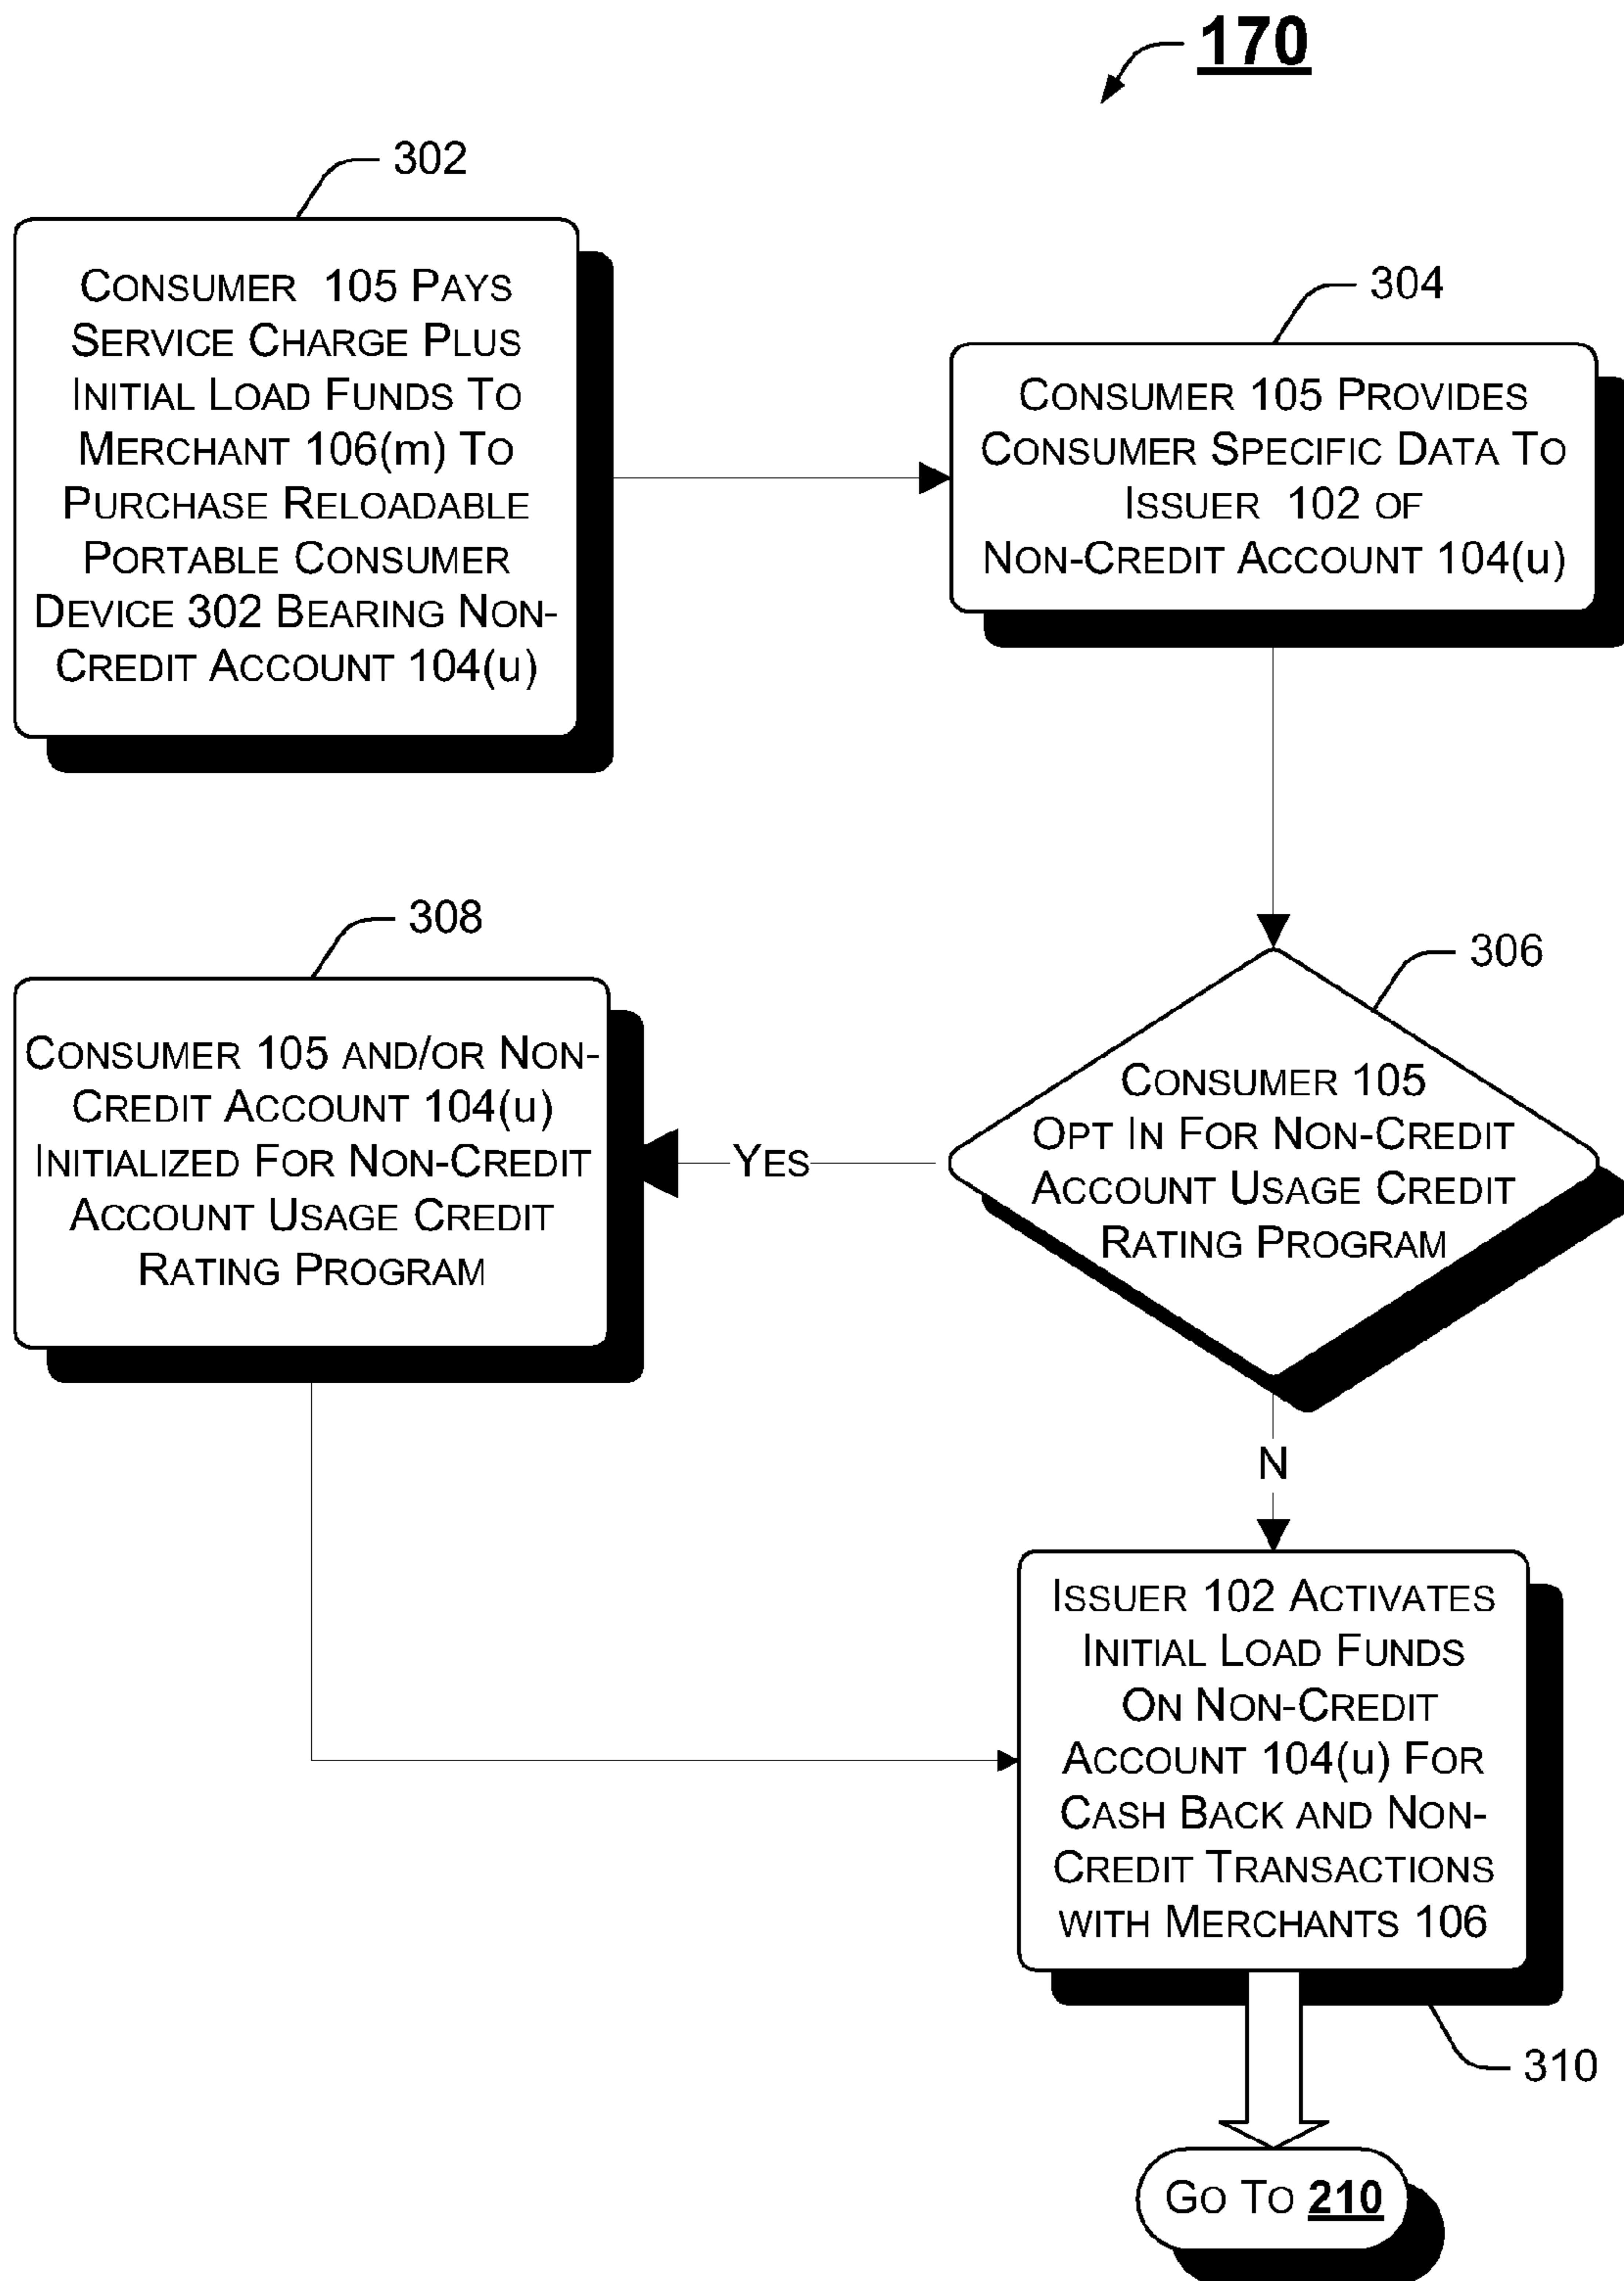 170
302
CONSUMER 105 PAYS
SERVICE CHARGE PLUS
INITIAL LOAD FUNDS TO
MERCHANT 106(m) TO
PURCHASE RELOADABLE
PORTABLE CONSUMER
DEVICE 302 BEARING NON-
CREDIT ACCOUNT 104(u)
304
CONSUMER 105 PROVIDES
CONSUMER SPECIFIC DATA TO
ISSUER 102 OF
NON-CREDIT ACCOUNT 104(u)
306
CONSUMER 105
OPT IN FOR NON-CREDIT
ACCOUNT USAGE CREDIT
RATING PROGRAM
YES
308
CONSUMER 105 AND/OR NON-
CREDIT ACCOUNT 104(u)
INITIALIZED FOR NON-CREDIT
ACCOUNT USAGE CREDIT
RATING PROGRAM
N
ISSUER 102 ACTIVATES
INITIAL LOAD FUNDS
ON NON-CREDIT
ACCOUNT 104(u) FOR
CASH BACK AND NON-
CREDIT TRANSACTIONS
WITH MERCHANTS 106
310
GO TO 210